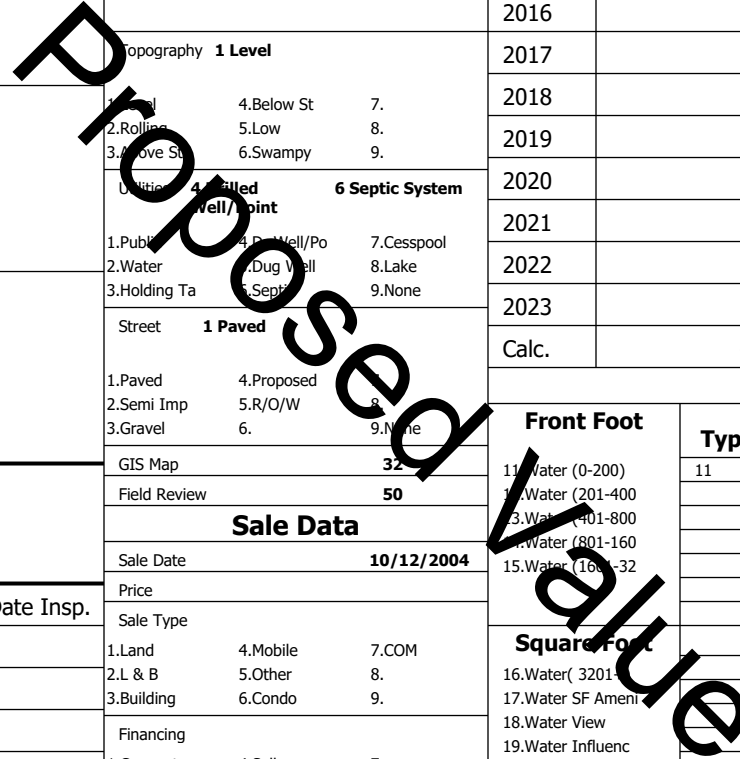 Topography 1 Level
4.Below St 7.
2.Rolling 5.Low 8.
3.Above St 6.Swampy 9.
Utilities 4 Drilled Well/Point 6 Septic System
4.Dr Well/Po 7.Cesspool
2.Water 5.Dug Well 8.Lake
3.Holding Ta 6.Septic 9.None
Street 1 Paved
1.Paved 4.Proposed
2.Semi Imp 5.R/O/W 8.
3.Gravel 6. 9.None
GIS Map 32
Field Review 50
Sale Data
Sale Date 10/12/2004
Price
Sale Type
1.Land 4.Mobile 7.COM
2.L & B 5.Other 8.
3.Building 6.Condo 9.
Financing
Date Insp.
2016
2017
2018
2019
2020
2021
2022
2023
Calc.
Front Foot
Typ
11.Water (0-200) 11
12.Water (201-400
13.Water (401-800
14.Water (801-160
15.Water (1601-32
Square Foot
16.Water( 3201-
17.Water SF Ameni
18.Water View
19.Water Influenc
Proposed Value